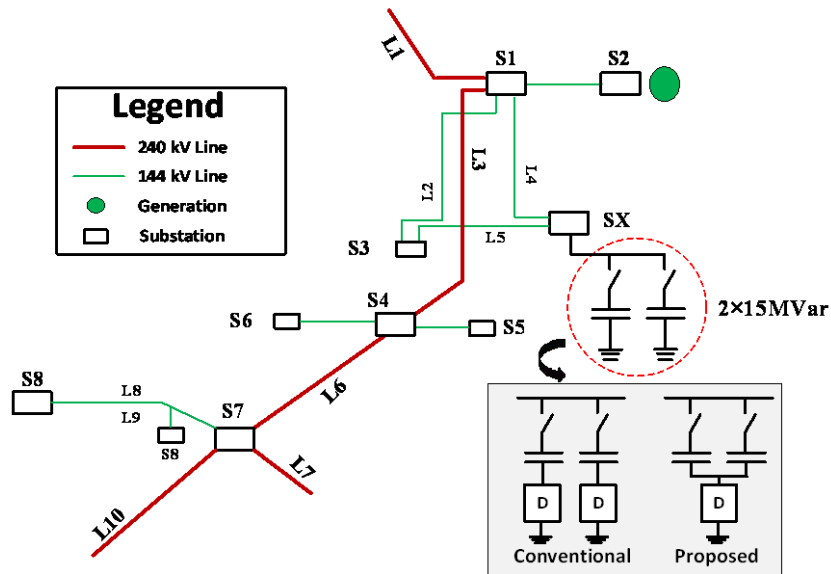 L1
S1
S2
Legend
240 kV Line
144 kV Line
Generation
Substation
L2
L3
L4
SX
S3
L5
2×15MVar
S4
S6
S5
S8
L8
L9
S8
S7
L6
L7
L10
D
D
D
Conventional
Proposed